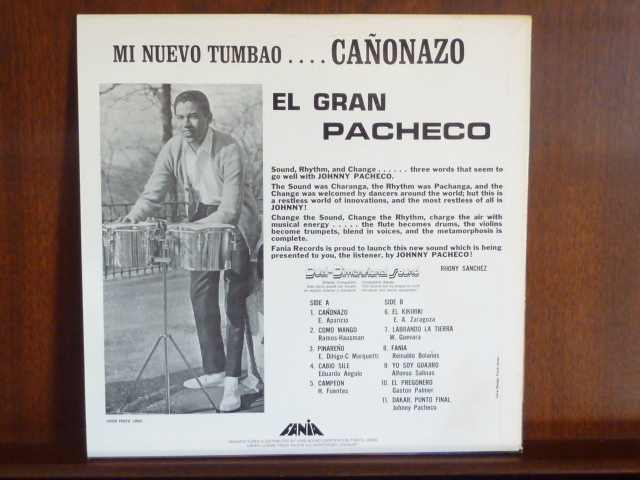 MI NUEVO TUMBAO .... CAÑONAZO
EL GRAN
PACHECO
Sound, Rhythm, and Change ...... three words that seem to
go well with JOHNNY PACHECO.
The Sound was Charanga, the Rhythm was Pachanga, and the
Change was welcomed by dancers around the world; but this is
a restless world of innovations, and the most restless of all is
JOHNNY!
Change the Sound, Change the Rhythm, charge the air with
musical energy ..... the flute becomes drums, the violins
become trumpets, blend in voices, and the metamorphosis is
complete.
Fania Records is proud to launch this new sound which is being
presented to you, the listener, by JOHNNY PACHECO!
RHONY SANCHEZ
Dual-Dimensional Sound
SIDE A
1. CAÑONAZO
E. Aparicio
2. COMO MANGO
Ramon-Hausman
3. PINAREÑO
E. Dihigo-C Marquetti
4. CABIO SILE
Eduardo Angulo
5. CAMPEON
H. Fuentes
SIDE B
6. EL KIKIRIKI
E. A. Zaragoza
7. LABRANDO LA TIERRA
W. Guevara
8. FANIA
Reinaldo Bolaños
9. YO SOY GUAJIRO
Alfonso Salinas
10. EL PREGONERO
Gaston Palmer
11. DAKAR, PUNTO FINAL
Johnny Pacheco
FANIA